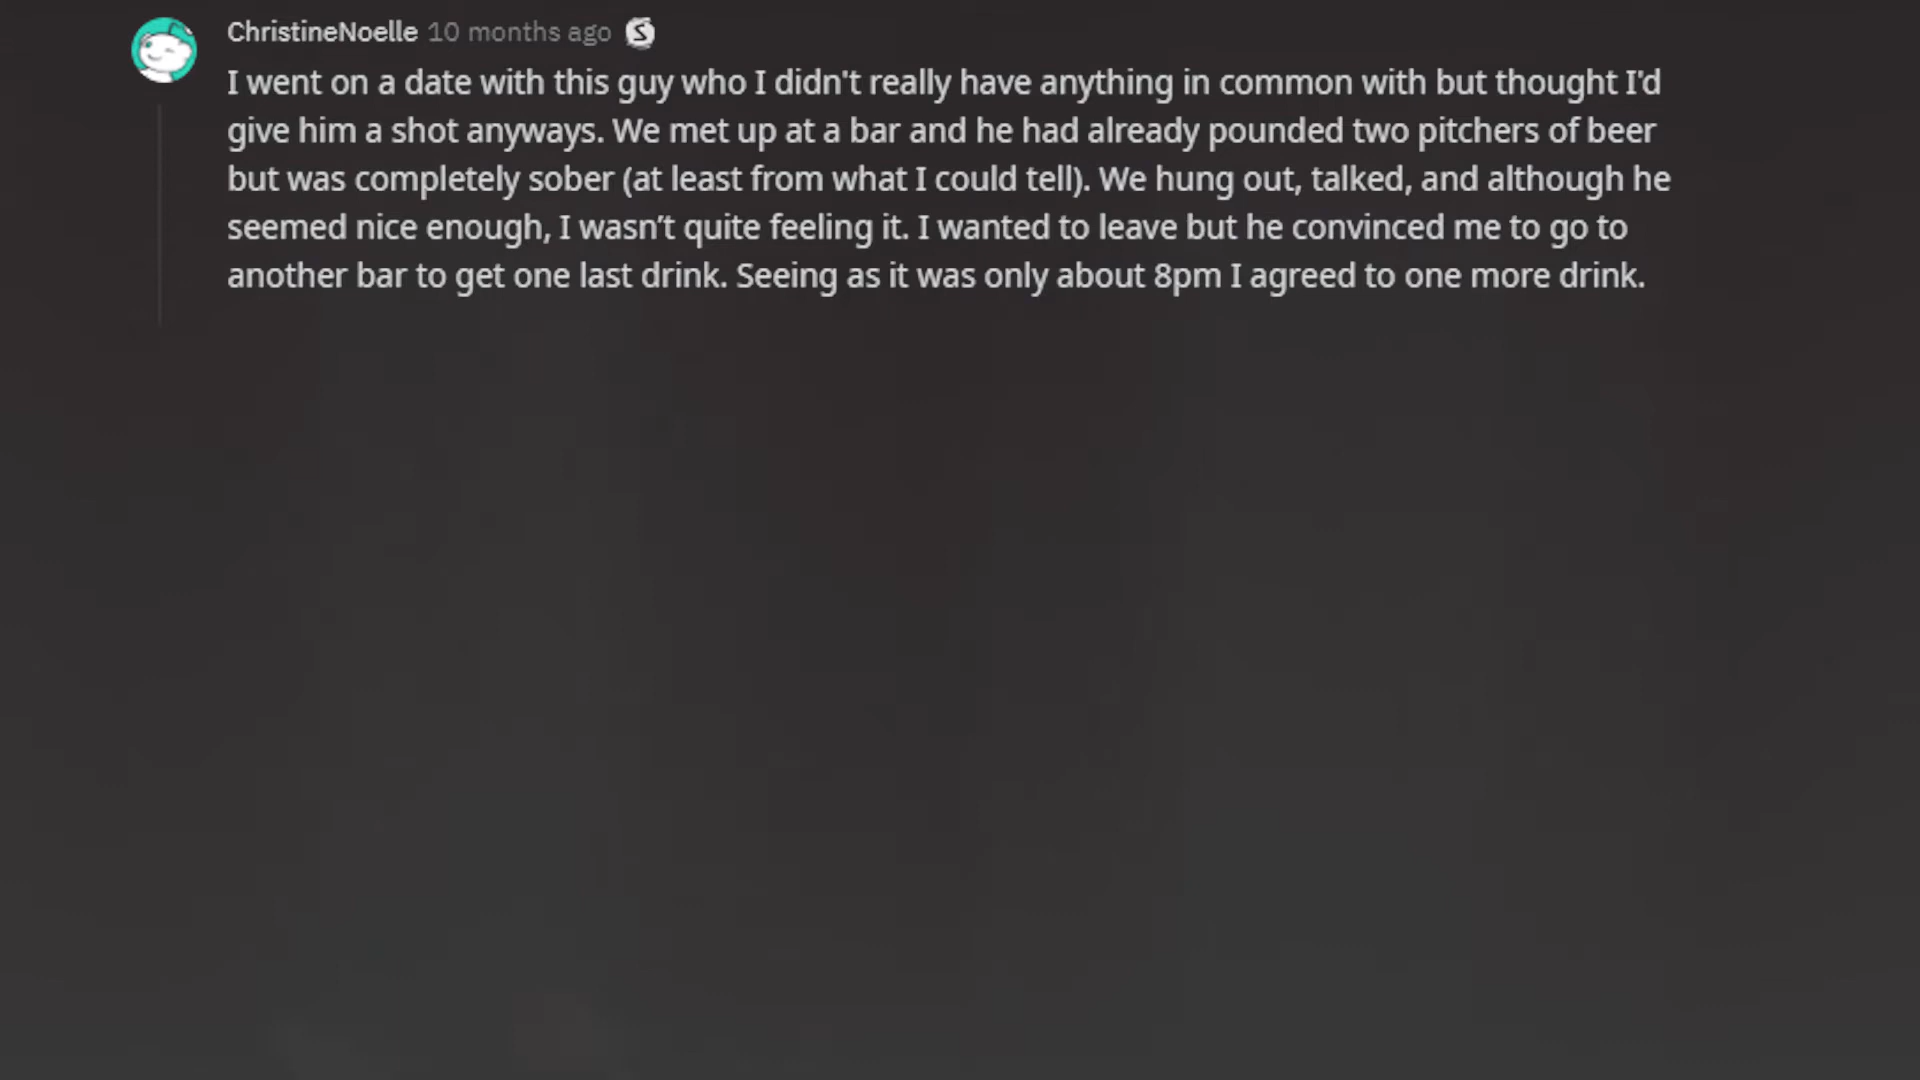 ChristineNoelle 10 months ago
I went on a date with this guy who I didn't really have anything in common with but thought I'd
give him a shot anyways. We met up at a bar and he had already pounded two pitchers of beer
but was completely sober (at least from what I could tell). We hung out, talked, and although he
seemed nice enough, I wasn’t quite feeling it. I wanted to leave but he convinced me to go to
another bar to get one last drink. Seeing as it was only about 8pm I agreed to one more drink.